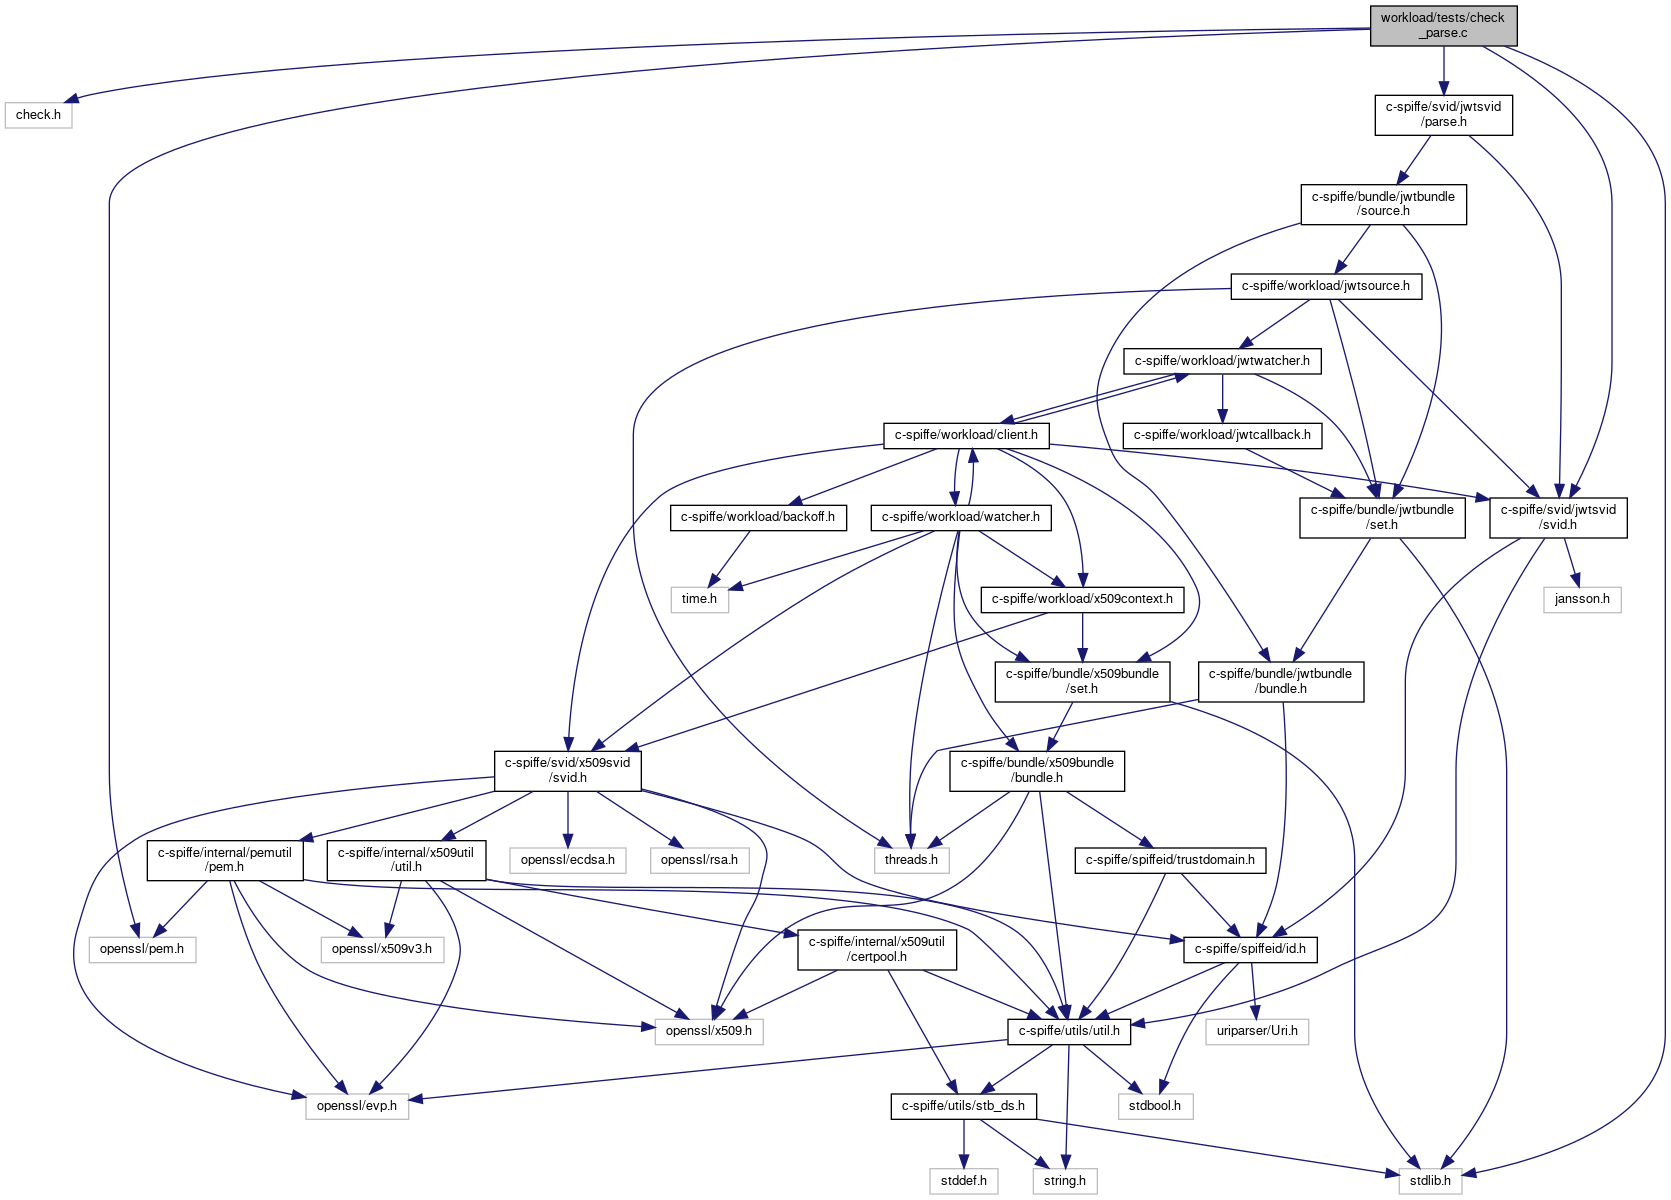 workload/tests/check
_parse.c
check.h
c-spiffe/svid/jwtsvid
/parse.h
c-spiffe/bundle/jwtbundle
/source.h
c-spiffe/workload/jwtsource.h
c-spiffe/workload/jwtwatcher.h
c-spiffe/workload/client.h
c-spiffe/workload/jwtcallback.h
c-spiffe/workload/backoff.h
c-spiffe/workload/watcher.h
c-spiffe/bundle/jwtbundle
/set.h
c-spiffe/svid/jwtsvid
/svid.h
time.h
c-spiffe/workload/x509context.h
jansson.h
c-spiffe/bundle/x509bundle
/set.h
c-spiffe/bundle/jwtbundle
/bundle.h
c-spiffe/svid/x509svid
/svid.h
c-spiffe/bundle/x509bundle
/bundle.h
c-spiffe/internal/pemutil
/pem.h
c-spiffe/internal/x509util
/util.h
openssl/ecdsa.h
openssl/rsa.h
threads.h
c-spiffe/spiffeid/trustdomain.h
openssl/pem.h
openssl/x509v3.h
c-spiffe/internal/x509util
/certpool.h
c-spiffe/spiffeid/id.h
openssl/x509.h
c-spiffe/utils/util.h
uriparser/Uri.h
openssl/evp.h
c-spiffe/utils/stb_ds.h
stdbool.h
stddef.h
string.h
stdlib.h